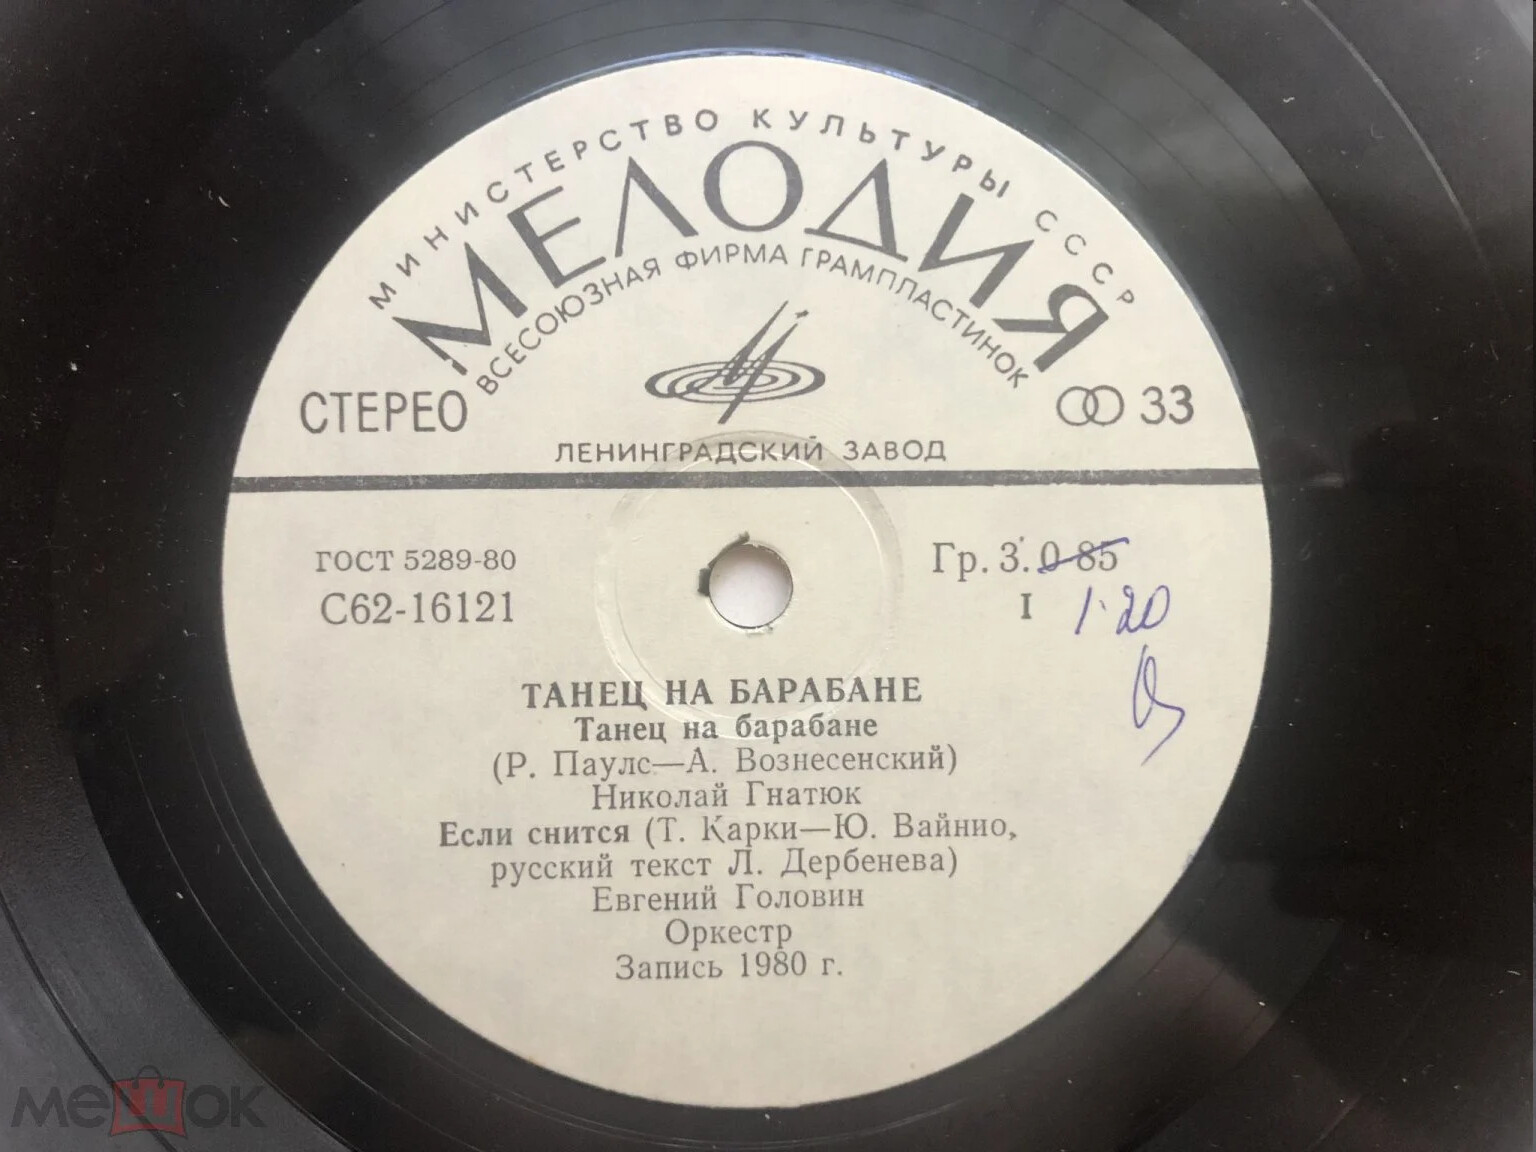 МИНИСТЕРСТВО КУЛЬТУРЫ СССР
МЕЛОДИЯ
ВСЕСОЮЗНАЯ ФИРМА ГРАМПЛАСТИНОК
СТЕРЕО
33
ЛЕНИНГРАДСКИЙ ЗАВОД
ГОСТ 5289-80
Гр. 3. 0-85
С62-16121
I 1-20
ТАНЕЦ НА БАРАБАНЕ
Танец на барабане
(Р. Паулс—А. Вознесенский)
Николай Гнатюк
Если снится (Т. Карки—Ю. Вайнио,
русский текст Л. Дербенева)
Евгений Головин
Оркестр
Запись 1980 г.
мешок